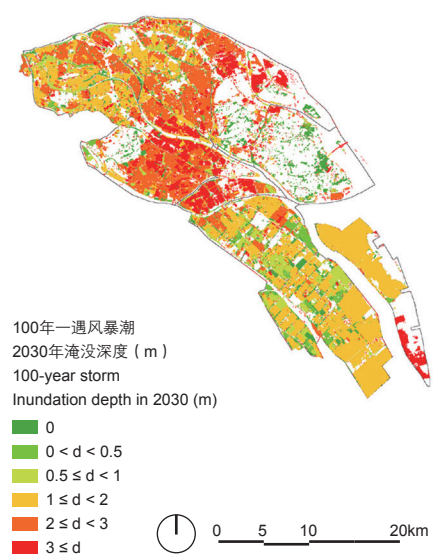 100年一遇风暴潮
2030年淹没深度（m）
100-year storm
Inundation depth in 2030 (m)
0
0 < d < 0.5
0.5 ≤ d < 1
1 ≤ d < 2
2 ≤ d < 3
3 ≤ d
0 5 10 20km